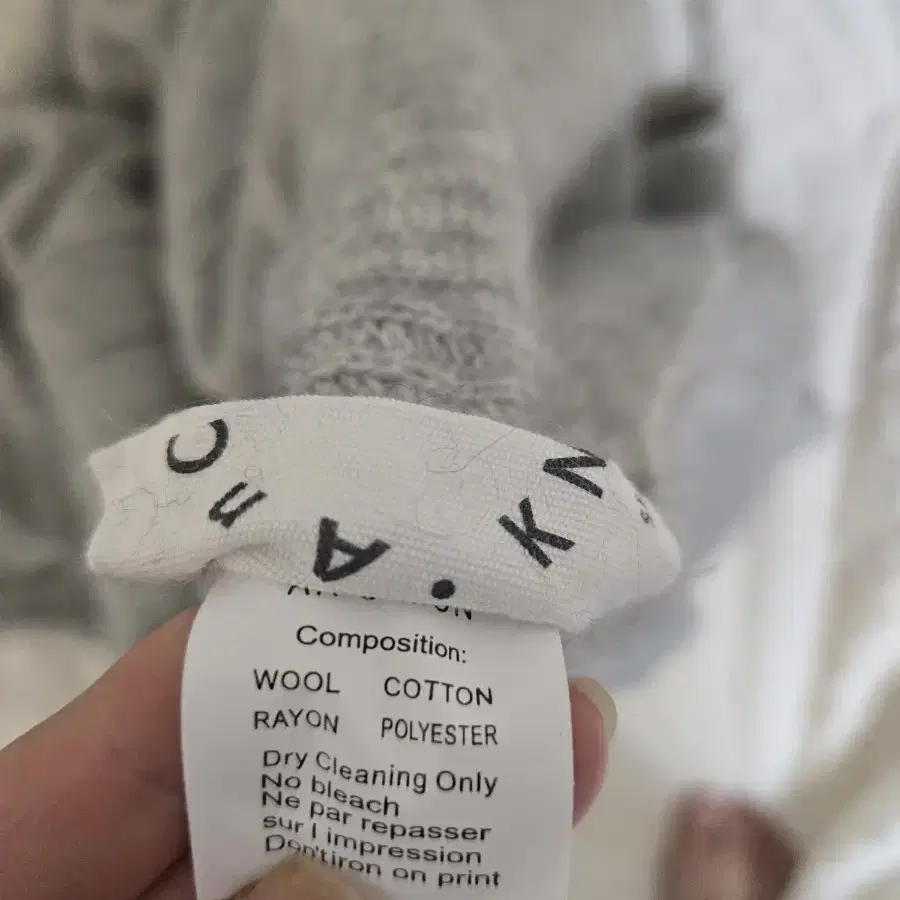 C n A • K N
Composition:
WOOL COTTON
RAYON POLYESTER
Dry Cleaning Only
No bleach
Ne par repasser
sur l impression
Don'tiron on print